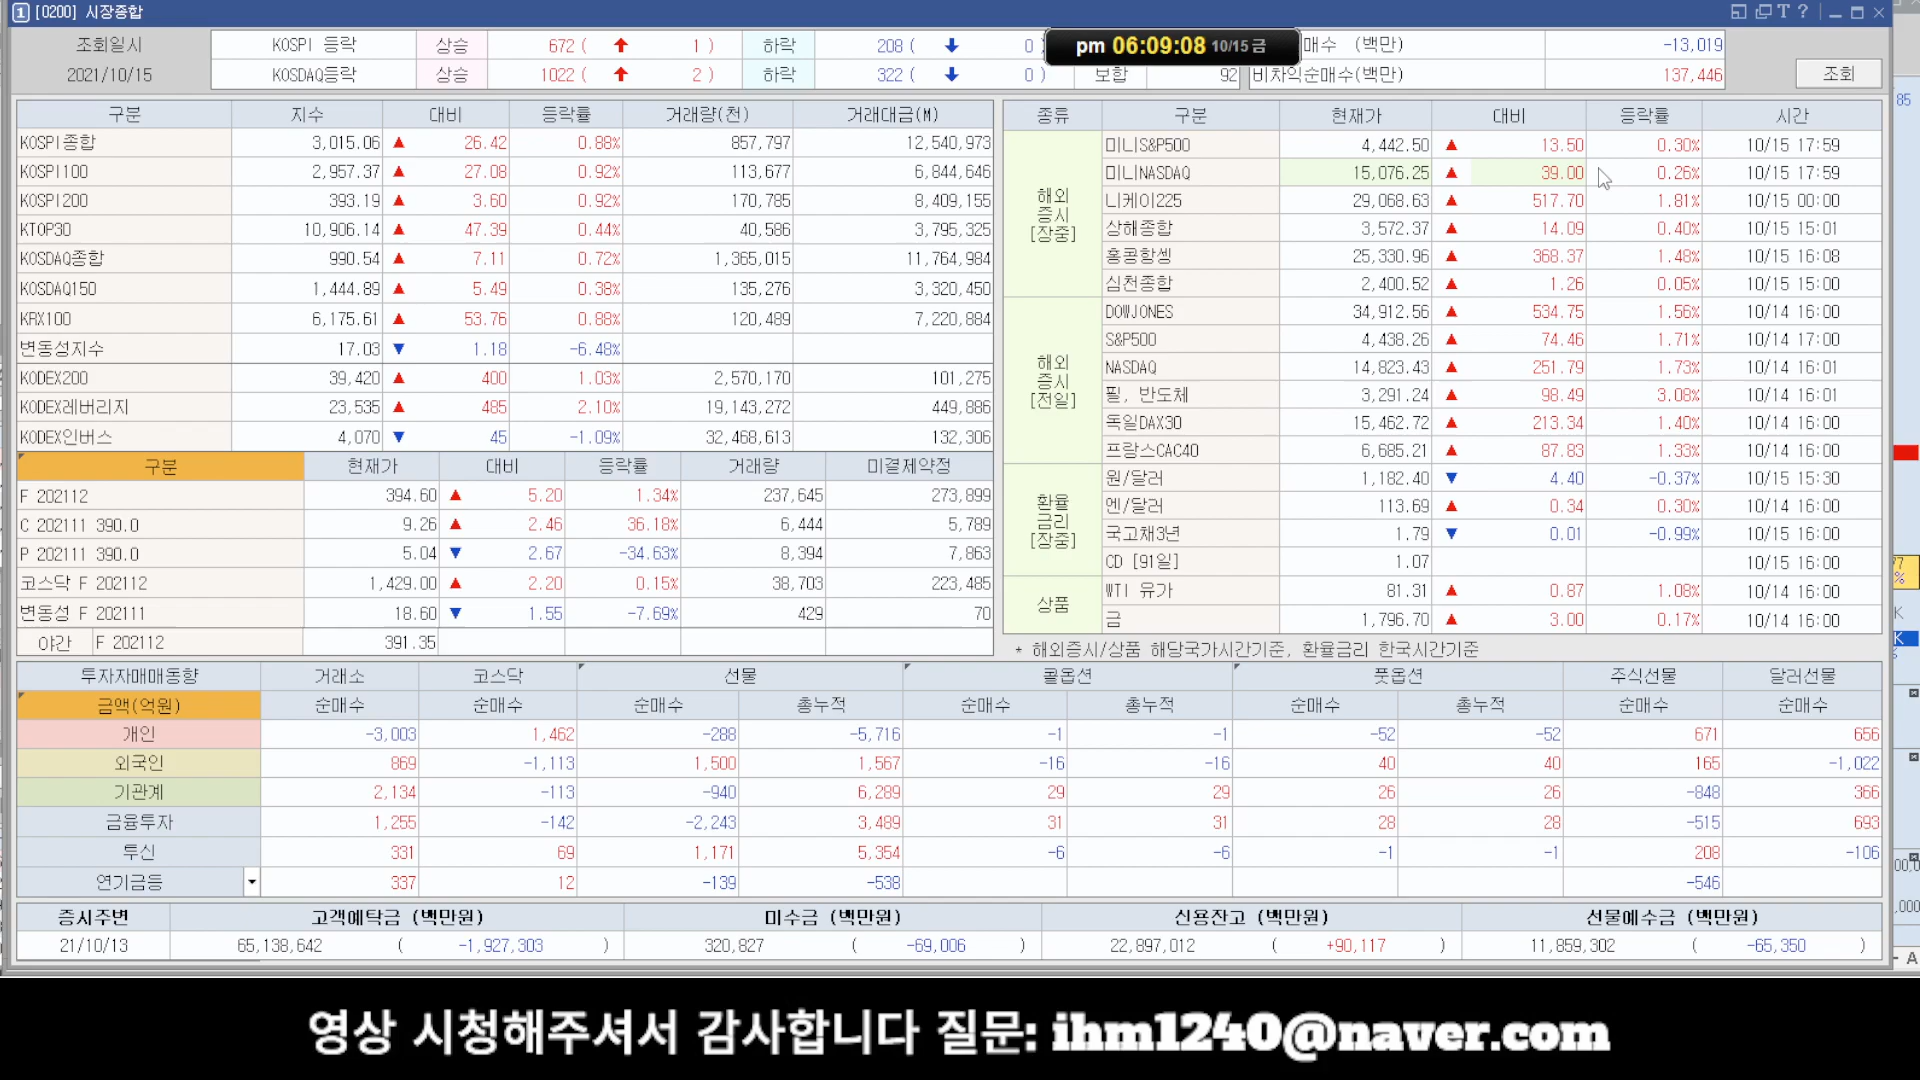 1 [0200] 시장종합 T ?
조회일시 KOSPI 등락 상승 672 ( 1 ) 하락 208 ( 0 ) pm 06:09:08 10/15 금 매수 (백만) -13,019
2021/10/15 KOSDAQ등락 상승 1022 ( 2 ) 하락 322 ( 0 ) 보합 92 비차익순매수(백만) 137,446 조회
구분 지수 대비 등락률 거래량(천) 거래대금(M)
KOSPI종합 3,015.06 ▲ 26.42 0.88% 857,797 12,540,973
KOSPI100 2,957.37 ▲ 27.08 0.92% 113,677 6,844,646
KOSPI200 393.19 ▲ 3.60 0.92% 170,785 8,409,155
KTOP30 10,906.14 ▲ 47.39 0.44% 40,586 3,795,325
KOSDAQ종합 990.54 ▲ 7.11 0.72% 1,365,015 11,764,984
KOSDAQ150 1,444.89 ▲ 5.49 0.38% 135,276 3,320,450
KRX100 6,175.61 ▲ 53.76 0.88% 120,489 7,220,884
변동성지수 17.03 ▼ 1.18 -6.48%
KODEX200 39,420 ▲ 400 1.03% 2,570,170 101,275
KODEX레버리지 23,535 ▲ 485 2.10% 19,143,272 449,886
KODEX인버스 4,070 ▼ 45 -1.09% 32,468,613 132,306
구분 현재가 대비 등락률 거래량 미결제약정
F 202112 394.60 ▲ 5.20 1.34% 237,645 273,899
C 202111 390.0 9.26 ▲ 2.46 36.18% 6,444 5,789
P 202111 390.0 5.04 ▼ 2.67 -34.63% 8,394 7,863
코스닥 F 202112 1,429.00 ▲ 2.20 0.15% 38,703 223,485
변동성 F 202111 18.60 ▼ 1.55 -7.69% 429 70
야간 F 202112 391.35
종류 구분 현재가 대비 등락률 시간
해외
증시
[장중]
미니S&P500 4,442.50 ▲ 13.50 0.30% 10/15 17:59
미니NASDAQ 15,076.25 ▲ 39.00 0.26% 10/15 17:59
니케이225 29,068.63 ▲ 517.70 1.81% 10/15 00:00
상해종합 3,572.37 ▲ 14.09 0.40% 10/15 15:01
홍콩항셍 25,330.96 ▲ 368.37 1.48% 10/15 16:08
심천종합 2,400.52 ▲ 1.26 0.05% 10/15 15:00
해외
증시
[전일]
DOWJONES 34,912.56 ▲ 534.75 1.56% 10/14 16:00
S&P500 4,438.26 ▲ 74.46 1.71% 10/14 17:00
NASDAQ 14,823.43 ▲ 251.79 1.73% 10/14 16:01
필, 반도체 3,291.24 ▲ 98.49 3.08% 10/14 16:01
독일DAX30 15,462.72 ▲ 213.34 1.40% 10/14 16:00
프랑스CAC40 6,685.21 ▲ 87.83 1.33% 10/14 16:00
환율
금리
[장중]
원/달러 1,182.40 ▼ 4.40 -0.37% 10/15 15:30
엔/달러 113.69 ▲ 0.34 0.30% 10/14 16:00
국고채3년 1.79 ▼ 0.01 -0.99% 10/15 16:00
CD [91일] 1.07 10/15 16:00
상품
WTI 유가 81.31 ▲ 0.87 1.08% 10/14 16:00
금 1,796.70 ▲ 3.00 0.17% 10/14 16:00
* 해외증시/상품 해당국가시간기준, 환율금리 한국시간기준
투자자매매동향 거래소 코스닥 선물 콜옵션 풋옵션 주식선물 달러선물
금액(억원) 순매수 순매수 순매수 총누적 순매수 총누적 순매수 총누적 순매수 순매수
개인 -3,003 1,462 -288 -5,716 -1 -1 -52 -52 671 656
외국인 869 -1,113 1,500 1,567 -16 -16 40 40 165 -1,022
기관계 2,134 -113 -940 6,289 29 29 26 26 -848 366
금융투자 1,255 -142 -2,243 3,489 31 31 28 28 -515 693
투신 331 69 1,171 5,354 -6 -6 -1 -1 208 -106
연기금등 337 12 -139 -538 -546
증시주변 고객예탁금 (백만원) 미수금 (백만원) 신용잔고 (백만원) 선물예수금 (백만원)
21/10/13 65,138,642 ( -1,927,303 ) 320,827 ( -69,006 ) 22,897,012 ( +90,117 ) 11,859,302 ( -65,350 )
영상 시청해주셔서 감사합니다 질문: ihm1240@naver.com